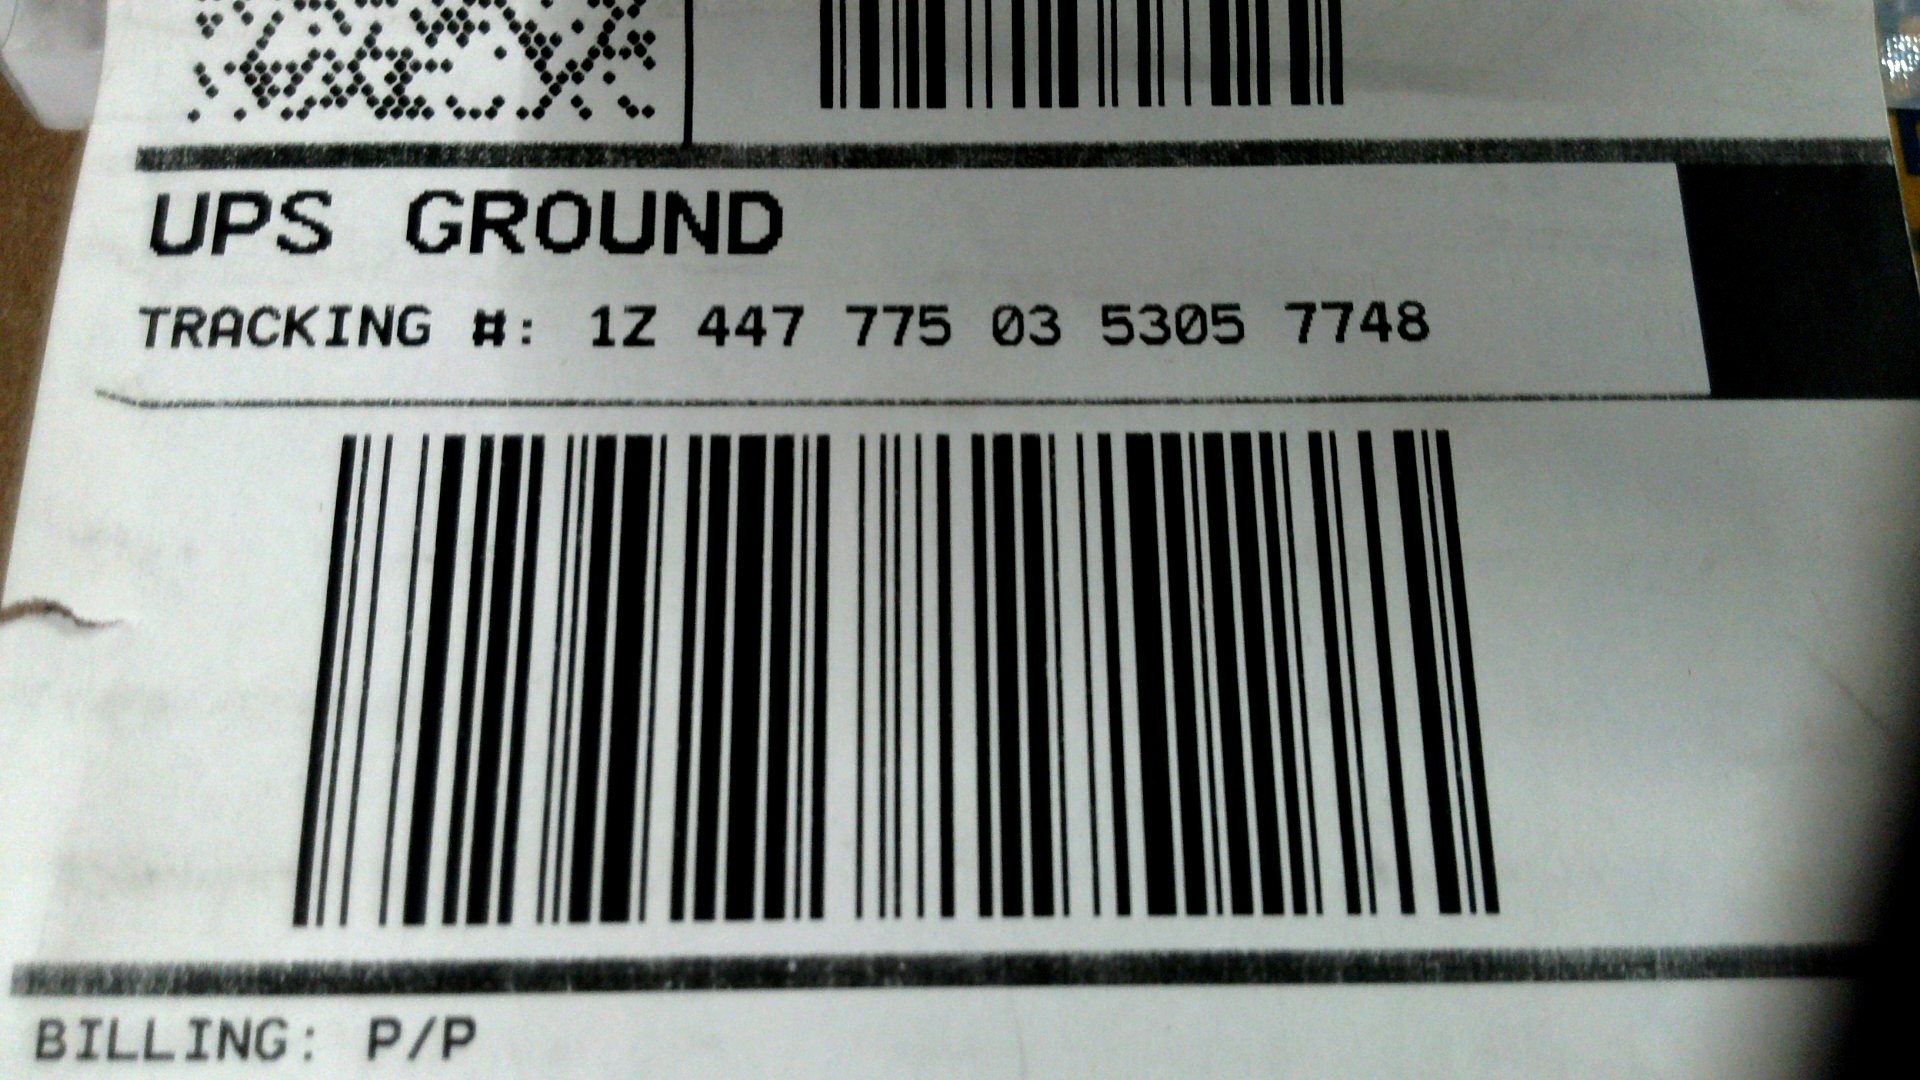 UPS GROUND
TRACKING #: 1Z 447 775 03 5305 7748
BILLING: P/P